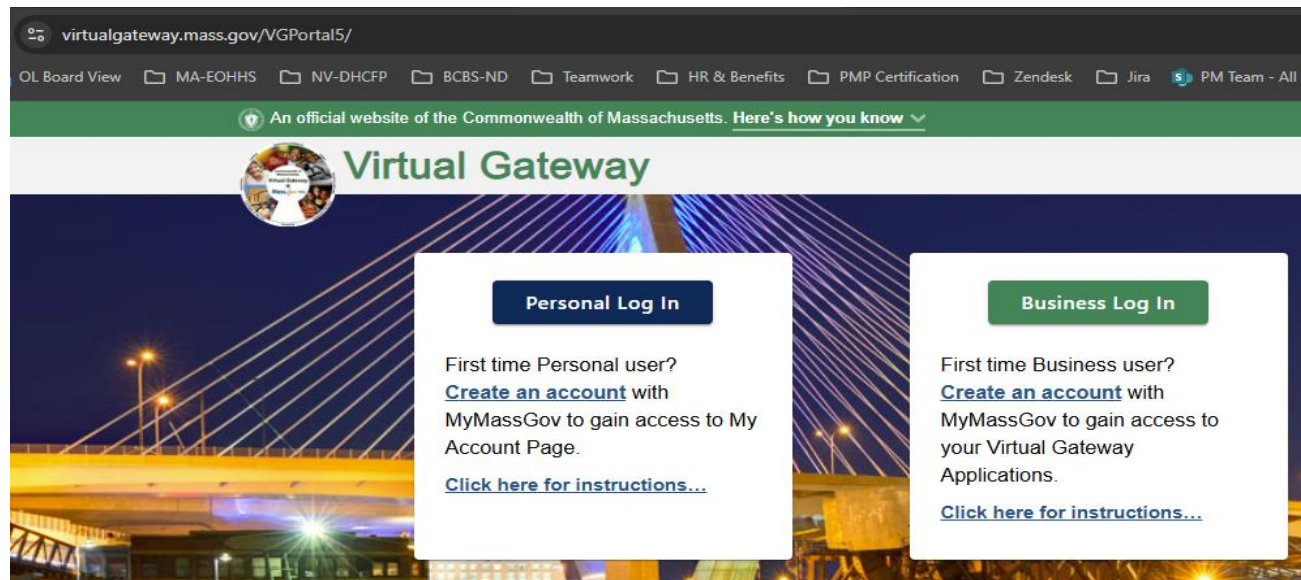 virtualgateway.mass.gov/VGPortal5/
OL Board View MA-EOHHS NV-DHCFP BCBS-ND Teamwork HR & Benefits PMP Certification Zendesk Jira PM Team - All
An official website of the Commonwealth of Massachusetts. Here's how you know
Virtual Gateway
Personal Log In
First time Personal user?
Create an account with
MyMassGov to gain access to My
Account Page.
Click here for instructions...
Business Log In
First time Business user?
Create an account with
MyMassGov to gain access to
your Virtual Gateway
Applications.
Click here for instructions...